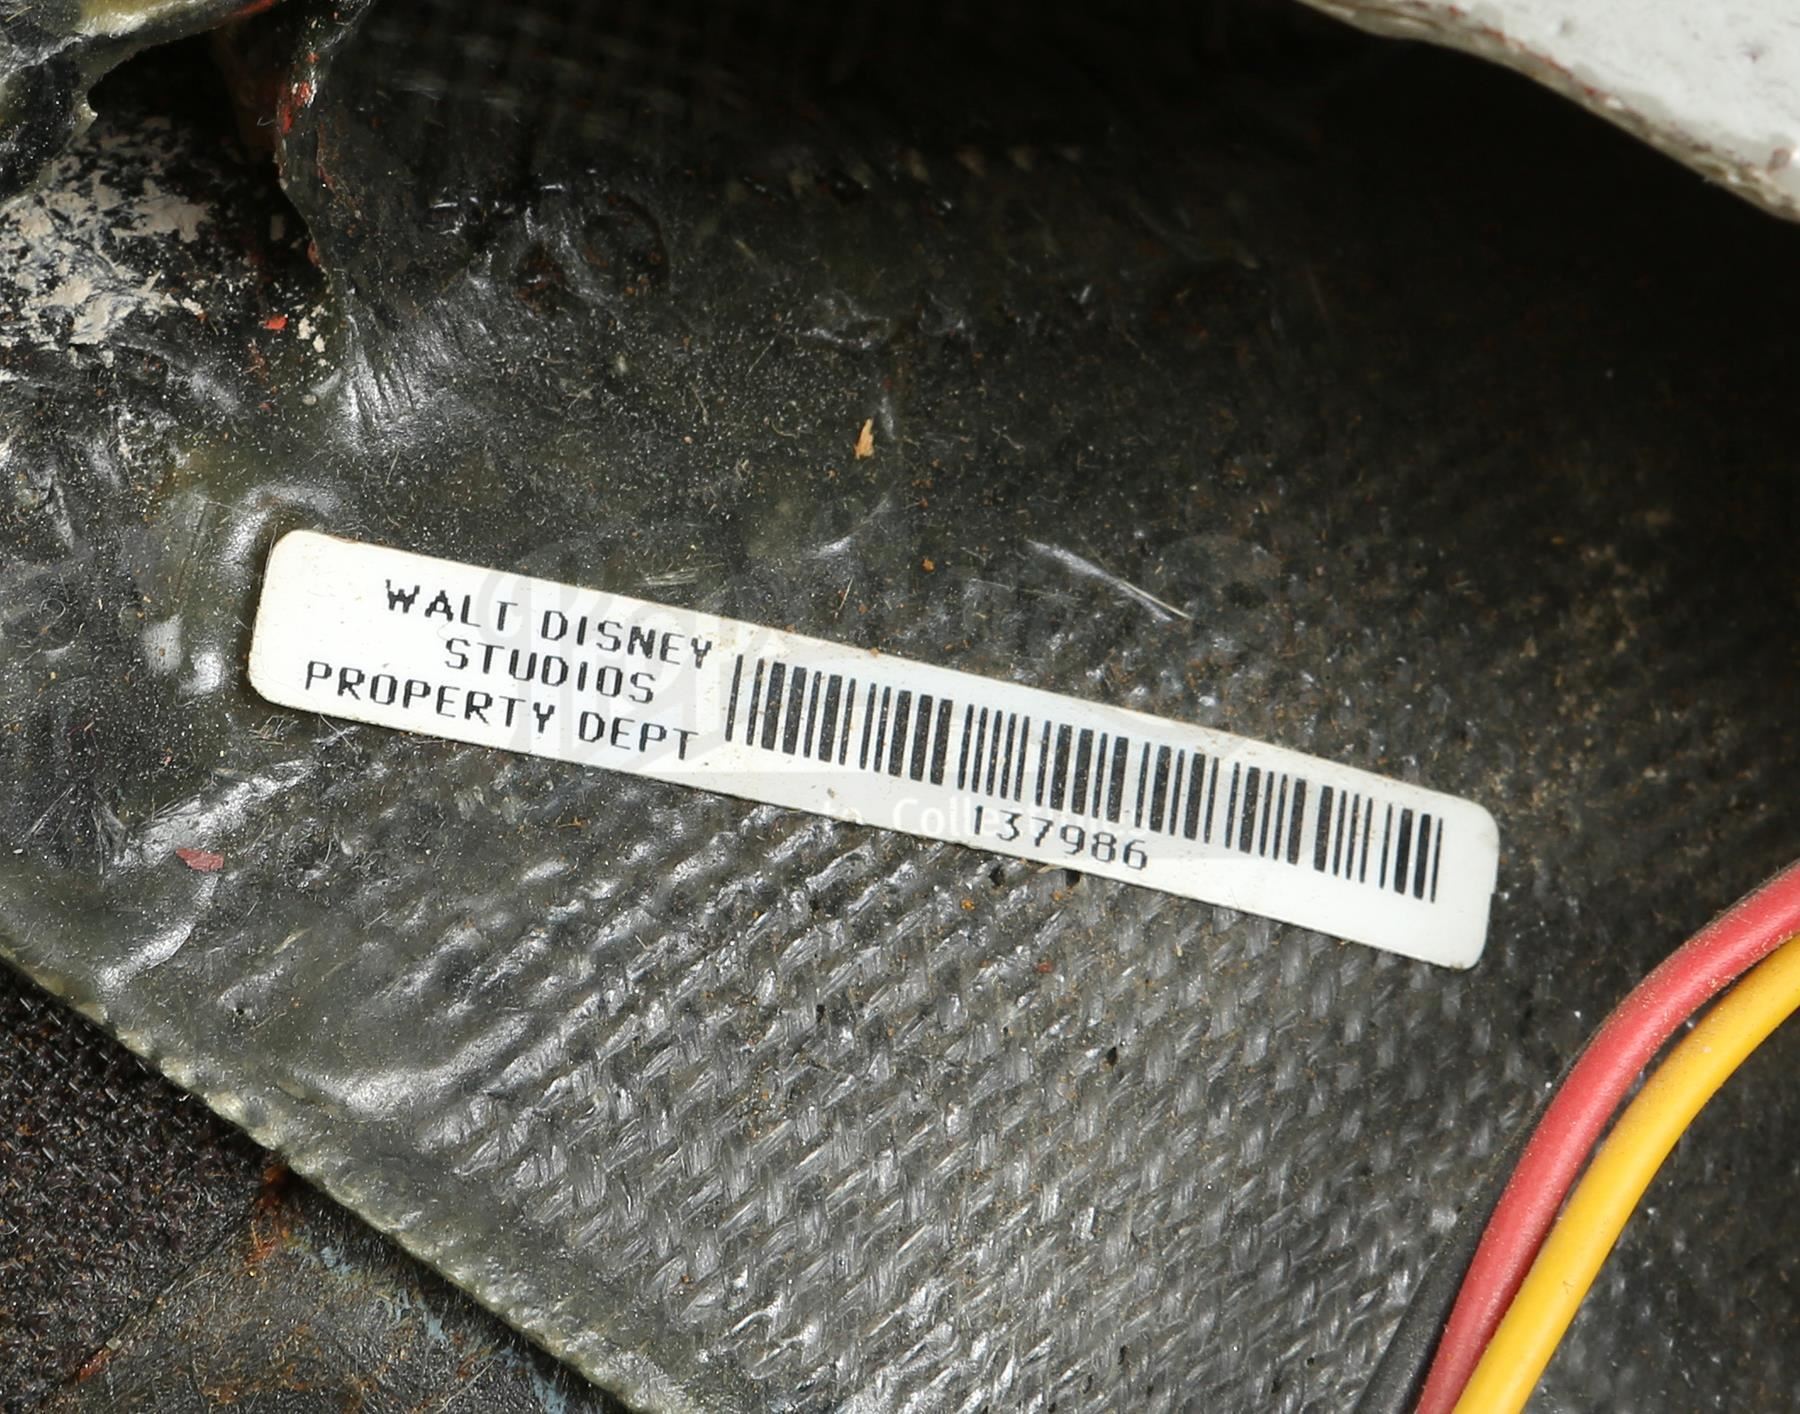 WALT DISNEY
STUDIOS
PROPERTY DEPT
137986